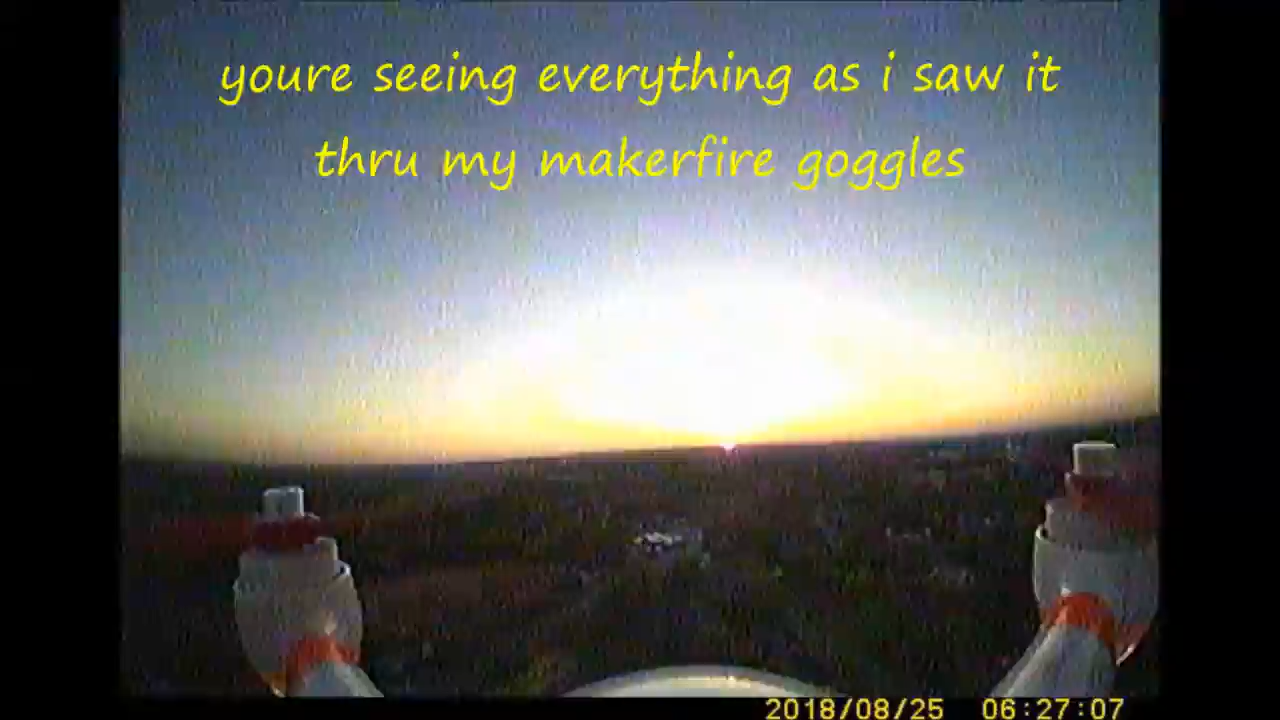 youre seeing everything as i saw it
thru my makerfire goggles
2018/08/25 06:27:07